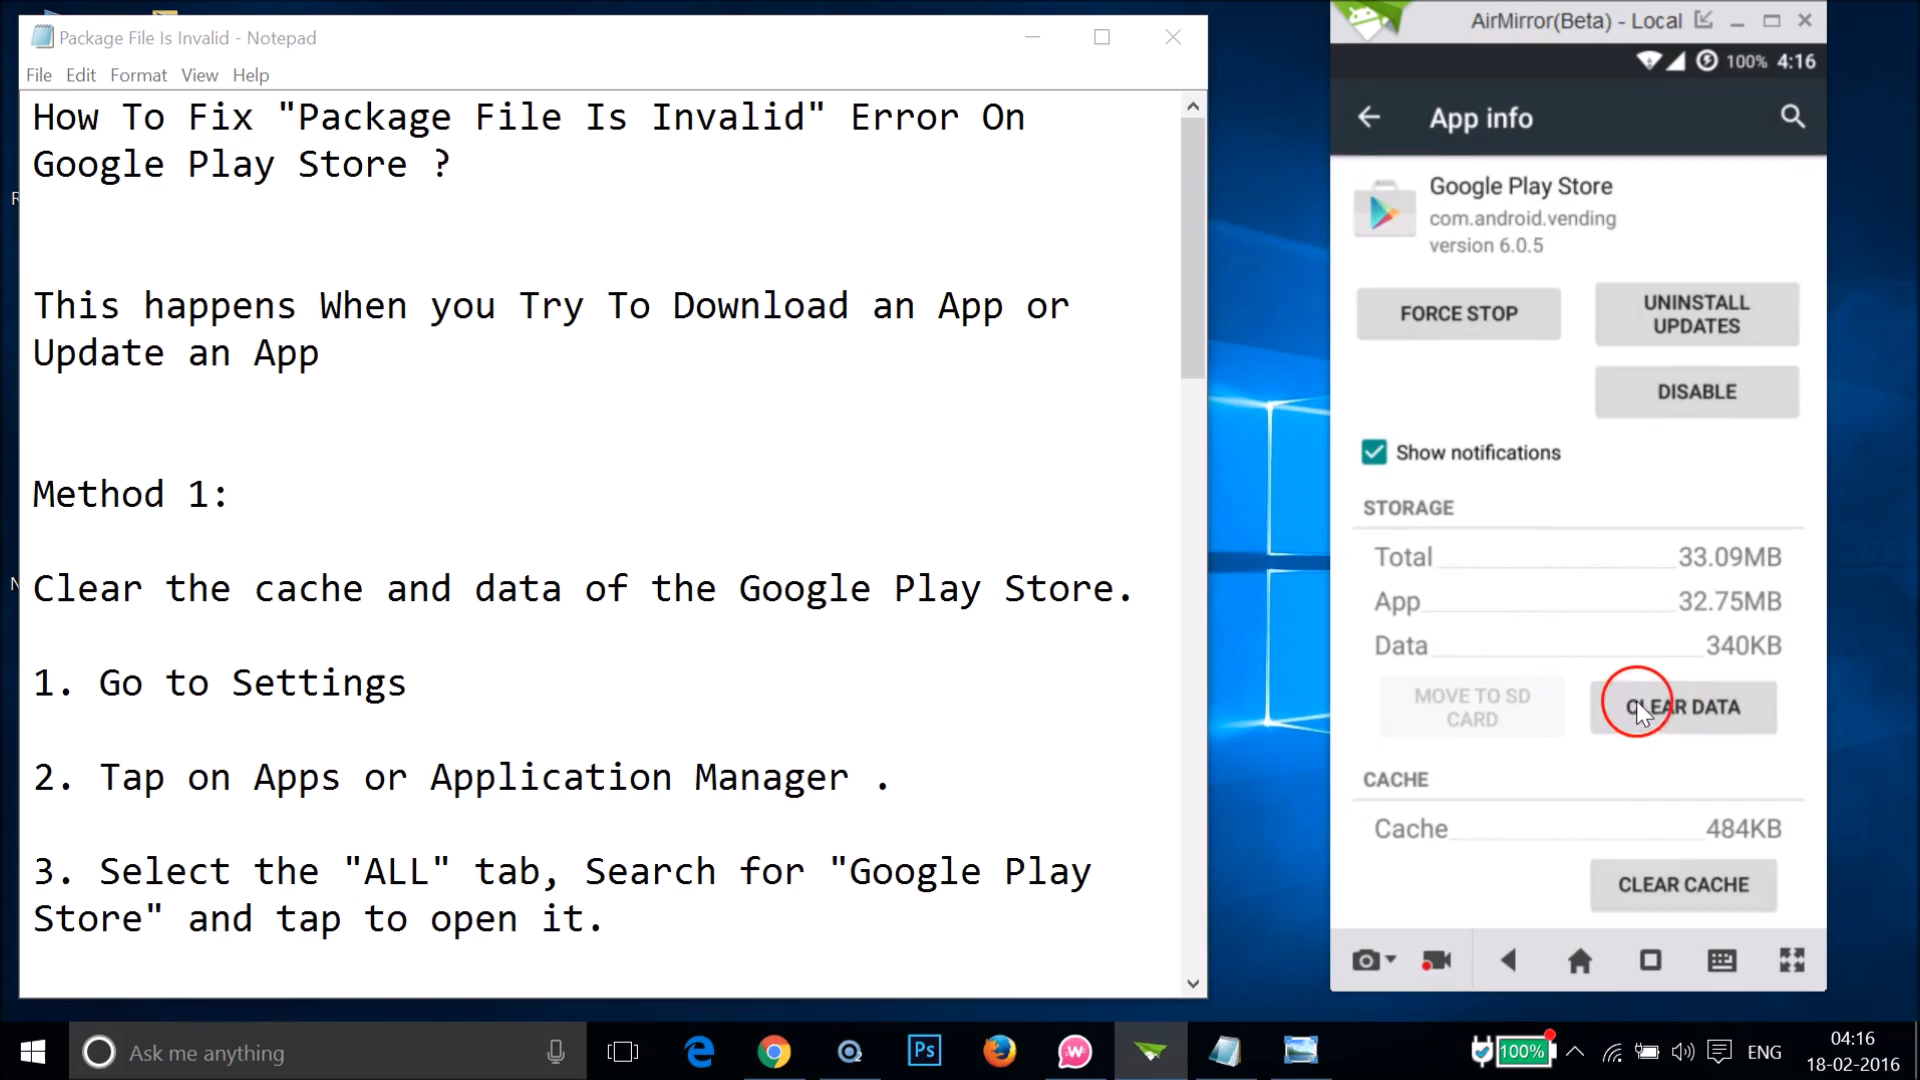 Package File Is Invalid - Notepad
File Edit Format View Help
How To Fix "Package File Is Invalid" Error On
Google Play Store ?
This happens When you Try To Download an App or
Update an App
Method 1:
Clear the cache and data of the Google Play Store.
1. Go to Settings
2. Tap on Apps or Application Manager .
3. Select the "ALL" tab, Search for "Google Play
Store" and tap to open it.
AirMirror(Beta) - Local
100% 4:16
App info
Google Play Store
com.android.vending
version 6.0.5
FORCE STOP
UNINSTALL
UPDATES
DISABLE
Show notifications
STORAGE
Total 33.09MB
App 32.75MB
Data 340KB
MOVE TO SD
CARD
CLEAR DATA
CACHE
Cache 484KB
CLEAR CACHE
Ask me anything
Ps
100%
ENG
04:16
18-02-2016